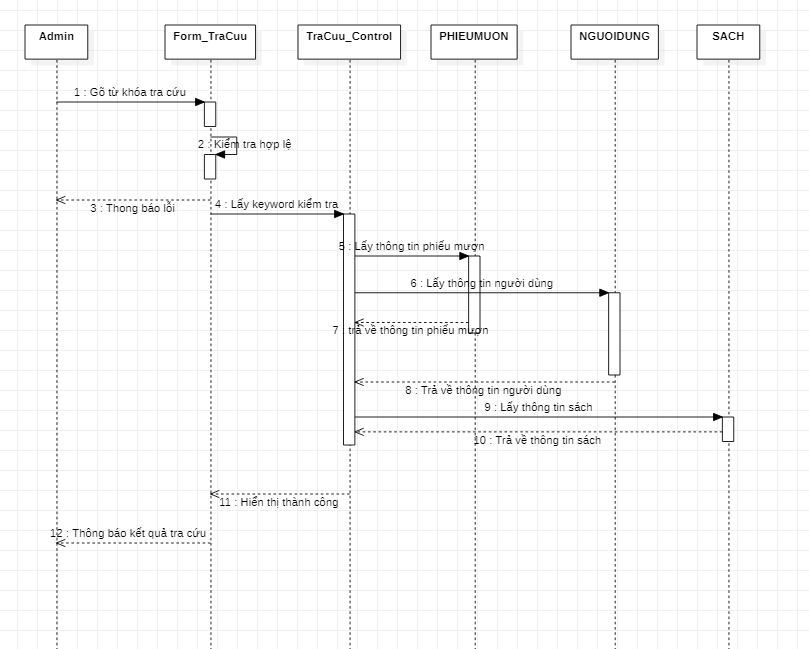 Admin
Form_TraCuu
TraCuu_Control
PHIEUMUON
NGUOIDUNG
SACH
1 : Gõ từ khóa tra cứu
2 : Kiểm tra hợp lệ
3 : Thong báo lỗi
4 : Lấy keyword kiểm tra
5 : Lấy thông tin phiếu mượn
6 : Lấy thông tin người dùng
7 : trả về thông tin phiếu mượn
8 : Trả về thông tin người dùng
9 : Lấy thông tin sách
10 : Trả về thông tin sách
11 : Hiển thị thành công
12 : Thông báo kết quả tra cứu